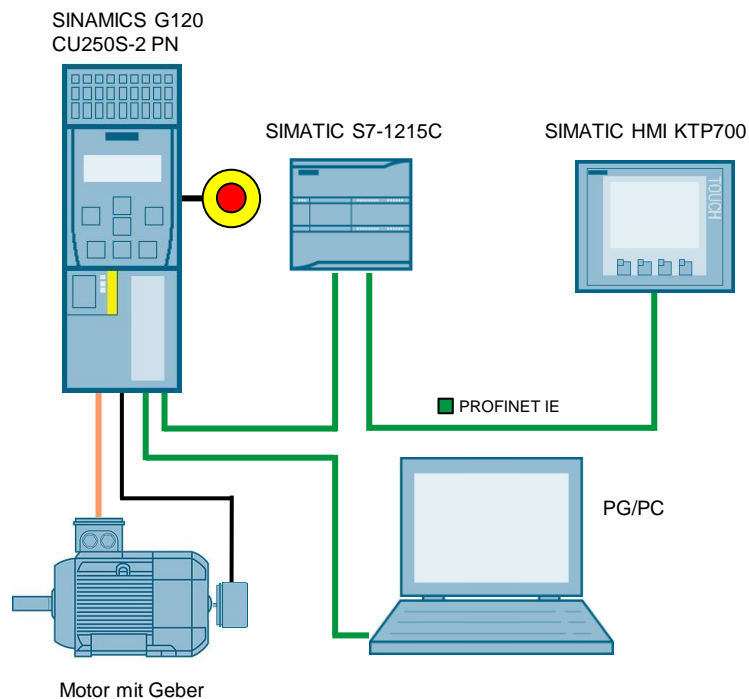 SINAMICS G120
CU250S-2 PN
SIMATIC S7-1215C
SIMATIC HMI KTP700
TOUCH
PROFINET IE
PG/PC
Motor mit Geber